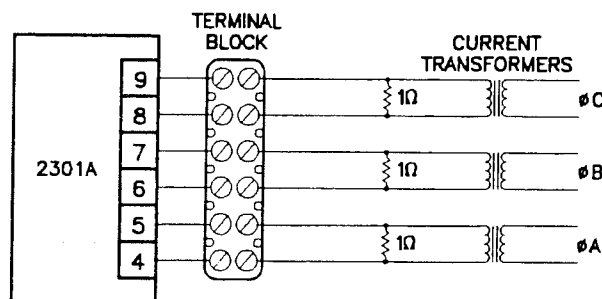 TERMINAL
BLOCK
CURRENT
TRANSFORMERS
9
8
7
6
5
4
2301A
1Ω
1Ω
1Ω
øC
øB
øA